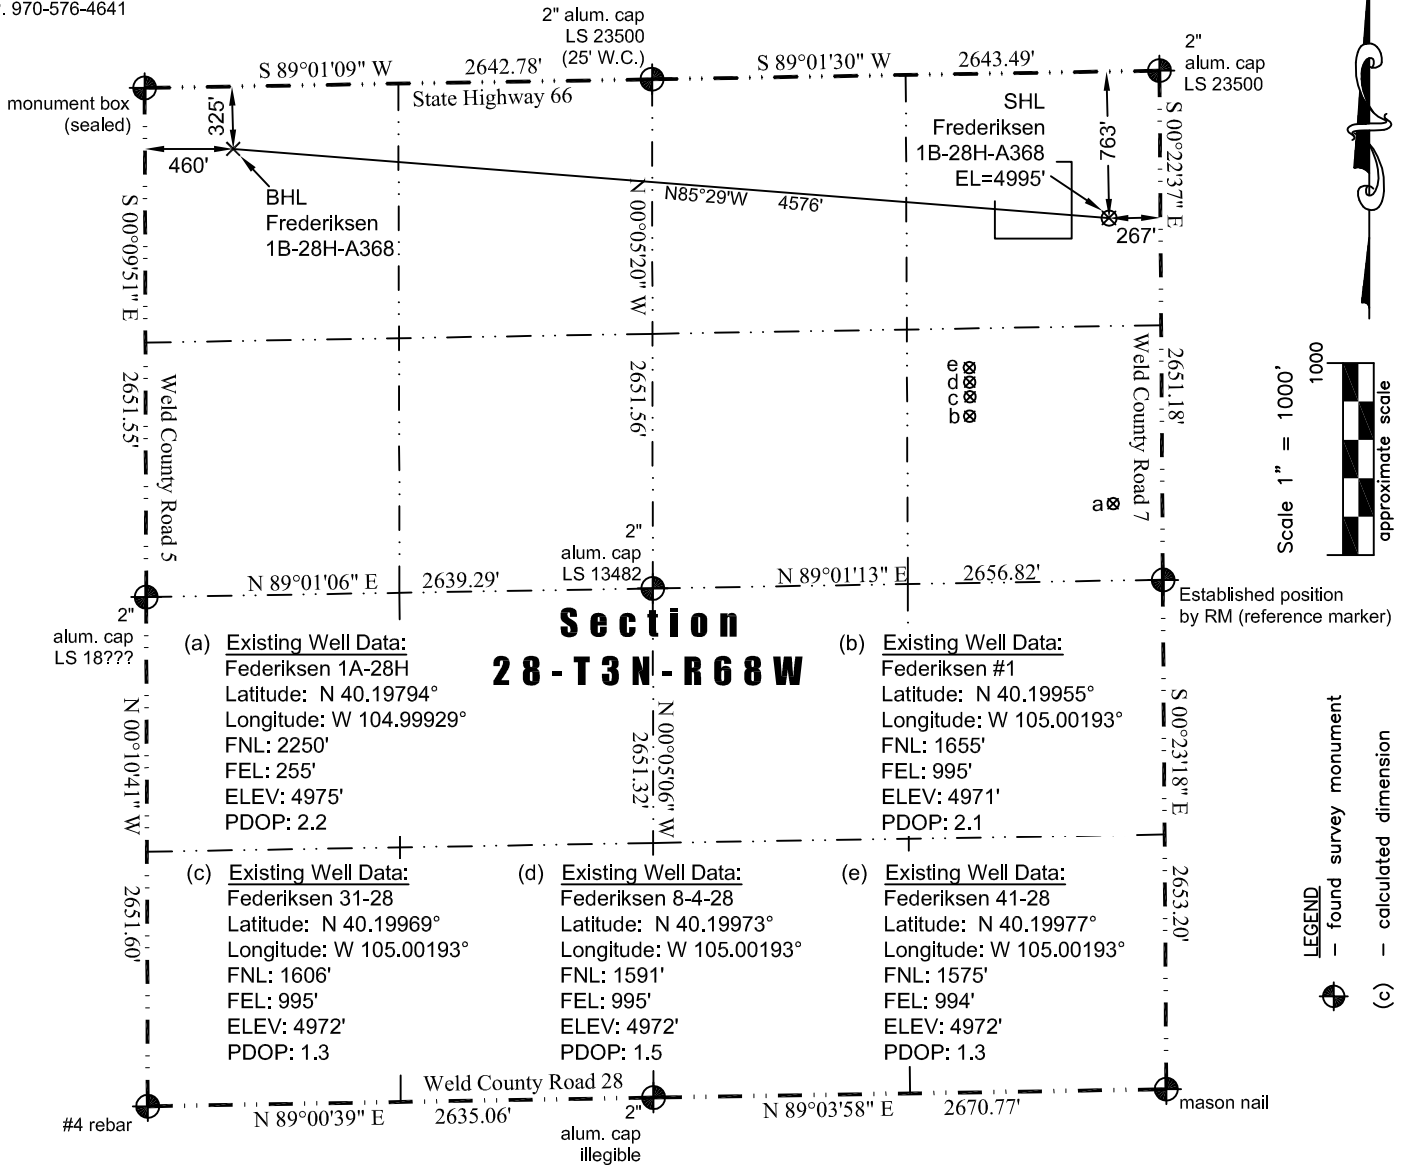 970-576-4641
2" alum. cap
LS 23500
(25' W.C.)
2"
alum. cap
LS 23500
S 89°01'09" W
2642.78'
S 89°01'30" W
2643.49'
State Highway 66
monument box
(sealed)
325'
460'
BHL
Frederiksen
1B-28H-A368
SHL
Frederiksen
1B-28H-A368
EL=4995'
763'
267'
N85°29'W 4576'
S 00°09'51" E
2651.55'
Weld County Road 5
N 00°05'20" W
2651.56'
S 00°22'37" E
2651.18'
Weld County Road 7
e
d
c
b
a
Scale 1" = 1000'
1000
approximate scale
2"
alum. cap
LS 13482
N 89°01'06" E
2639.29'
N 89°01'13" E
2656.82'
Established position
by RM (reference marker)
2"
alum. cap
LS 18???
Section
28-T3N-R68W
(a) Existing Well Data:
Federiksen 1A-28H
Latitude: N 40.19794°
Longitude: W 104.99929°
FNL: 2250'
FEL: 255'
ELEV: 4975'
PDOP: 2.2
(b) Existing Well Data:
Federiksen #1
Latitude: N 40.19955°
Longitude: W 105.00193°
FNL: 1655'
FEL: 995'
ELEV: 4971'
PDOP: 2.1
N 00°10'41" W
2651.60'
N 00°05'06" W
2651.32'
S 00°23'18" E
2653.20'
(c) Existing Well Data:
Federiksen 31-28
Latitude: N 40.19969°
Longitude: W 105.00193°
FNL: 1606'
FEL: 995'
ELEV: 4972'
PDOP: 1.3
(d) Existing Well Data:
Federiksen 8-4-28
Latitude: N 40.19973°
Longitude: W 105.00193°
FNL: 1591'
FEL: 995'
ELEV: 4972'
PDOP: 1.5
(e) Existing Well Data:
Federiksen 41-28
Latitude: N 40.19977°
Longitude: W 105.00193°
FNL: 1575'
FEL: 994'
ELEV: 4972'
PDOP: 1.3
LEGEND
– found survey monument
(c) – calculated dimension
Weld County Road 28
#4 rebar
N 89°00'39" E
2635.06'
2"
alum. cap
illegible
N 89°03'58" E
2670.77'
mason nail